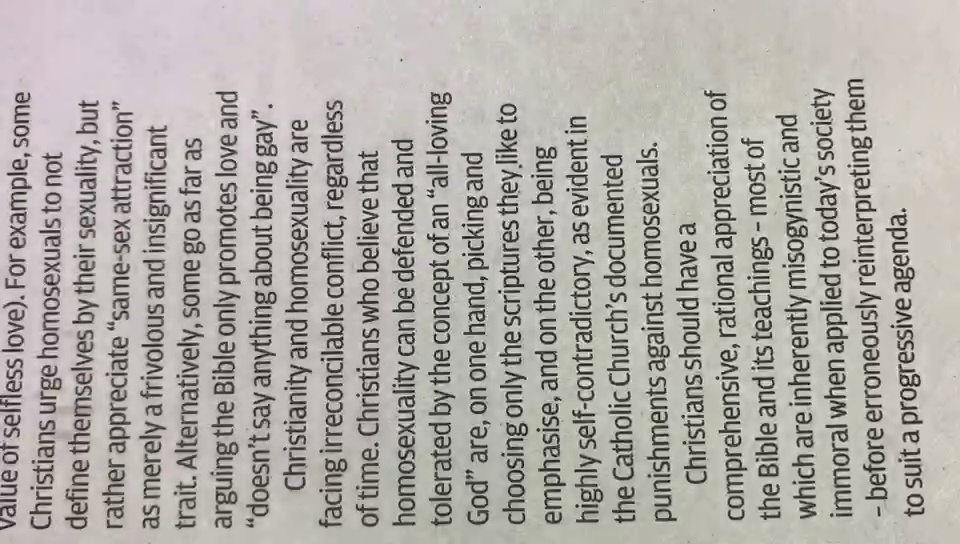 value of selfless love). For example, some
Christians urge homosexuals to not
define themselves by their sexuality, but
rather appreciate “same-sex attraction”
as merely a frivolous and insignificant
trait. Alternatively, some go as far as
arguing the Bible only promotes love and
“doesn’t say anything about being gay”.
Christianity and homosexuality are
facing irreconcilable conflict, regardless
of time. Christians who believe that
homosexuality can be defended and
tolerated by the concept of an “all-loving
God” are, on one hand, picking and
choosing only the scriptures they like to
emphasise, and on the other, being
highly self-contradictory, as evident in
the Catholic Church’s documented
punishments against homosexuals.
Christians should have a
comprehensive, rational appreciation of
the Bible and its teachings – most of
which are inherently misogynistic and
immoral when applied to today’s society
– before erroneously reinterpreting them
to suit a progressive agenda.